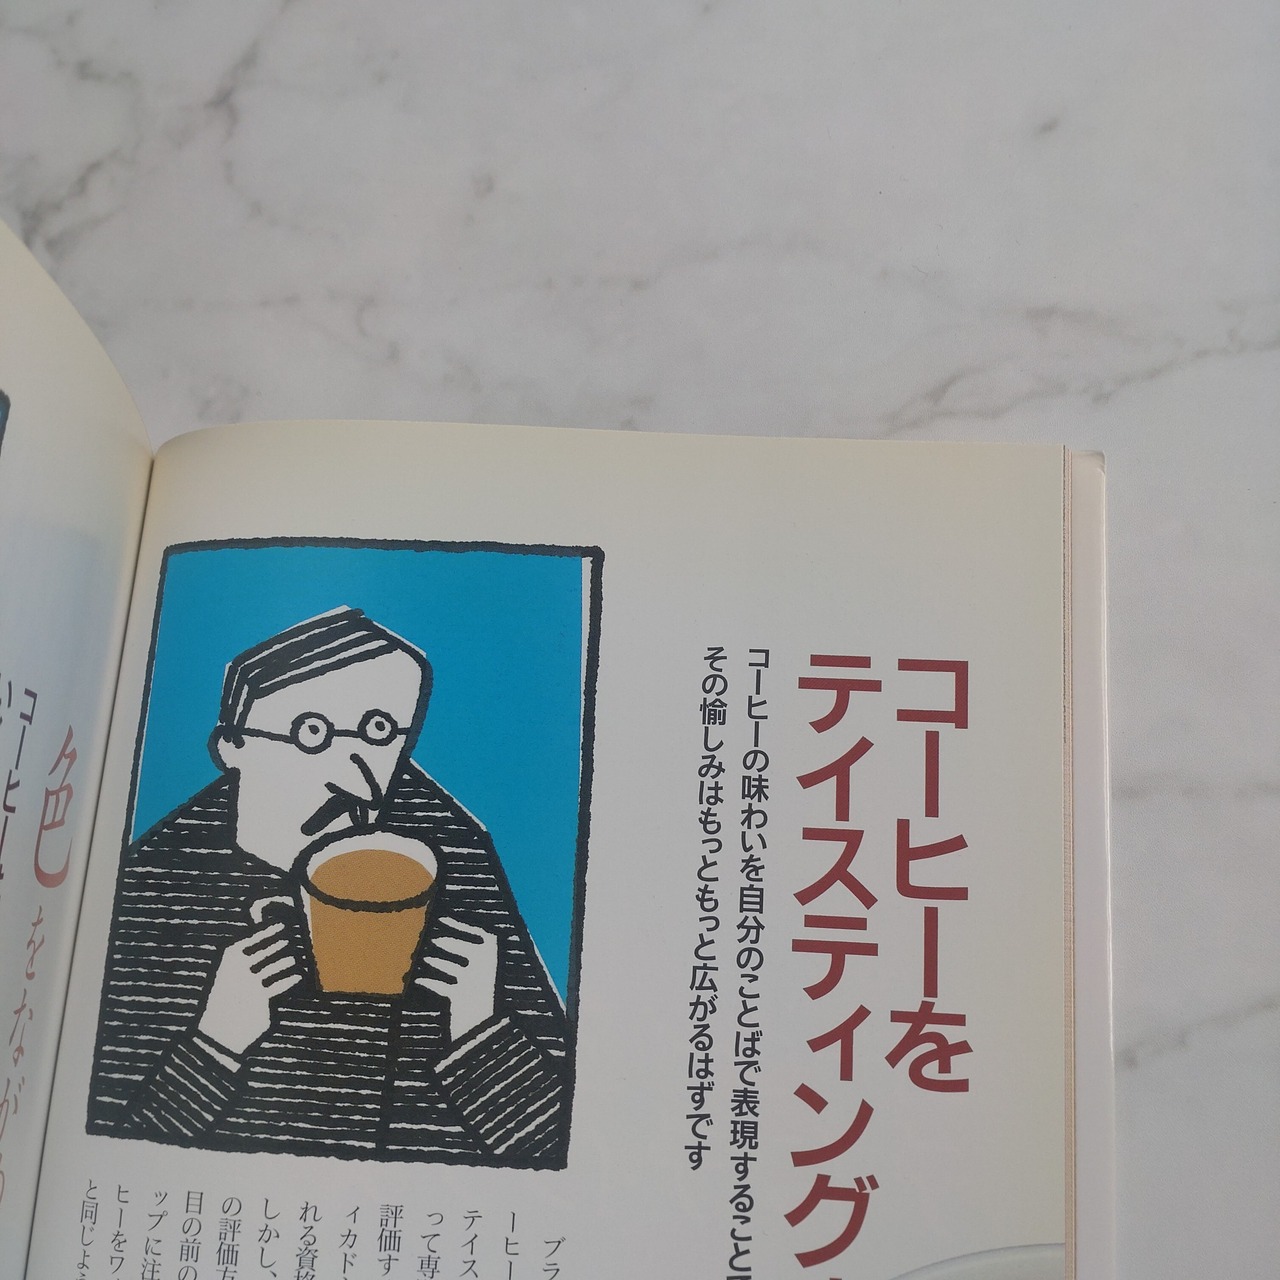 コーヒーを
テイスティング
コーヒーの味わいを自分のことばで表現すること
その愉しみはもっともっと広がるはずです
ブラ
ーヒー
テイス
って専
評価す
ィカド
れる資格
しかし、
の評価方
目の前の
ップに注
ヒーをワ
と同じよう
色をながめ
コーヒー
い